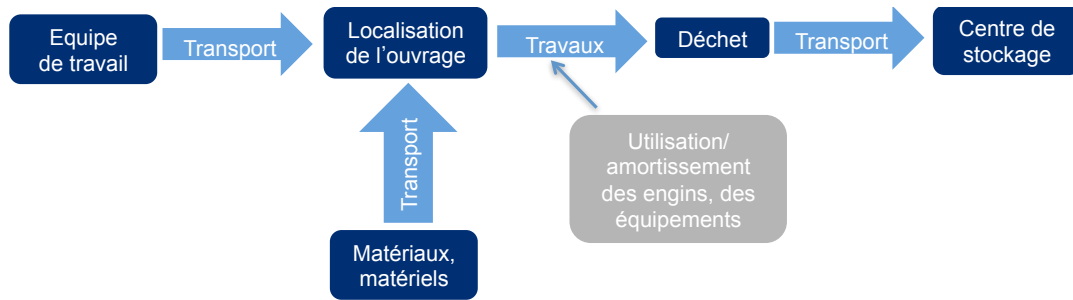 Equipe
de travail
Transport
Localisation
de l'ouvrage
Travaux
Déchet
Transport
Centre de
stockage
Transport
Utilisation/
amortissement
des engins, des
équipements
Matériaux,
matériels